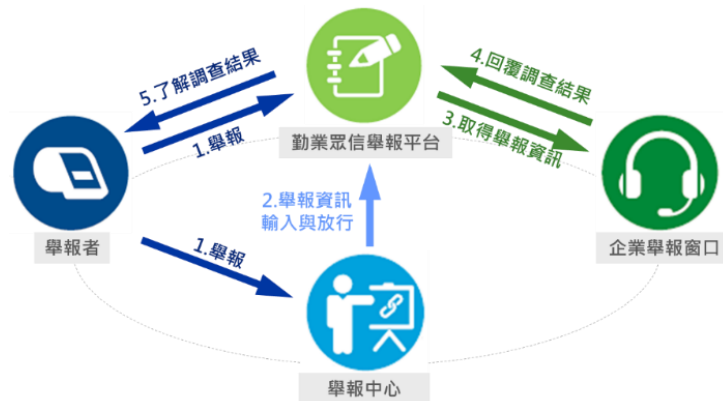 5.了解調查結果
4.回覆調查結果
1.舉報
3.取得舉報資訊
勤業眾信舉報平台
2.舉報資訊
輸入與放行
舉報者
1.舉報
企業舉報窗口
舉報中心